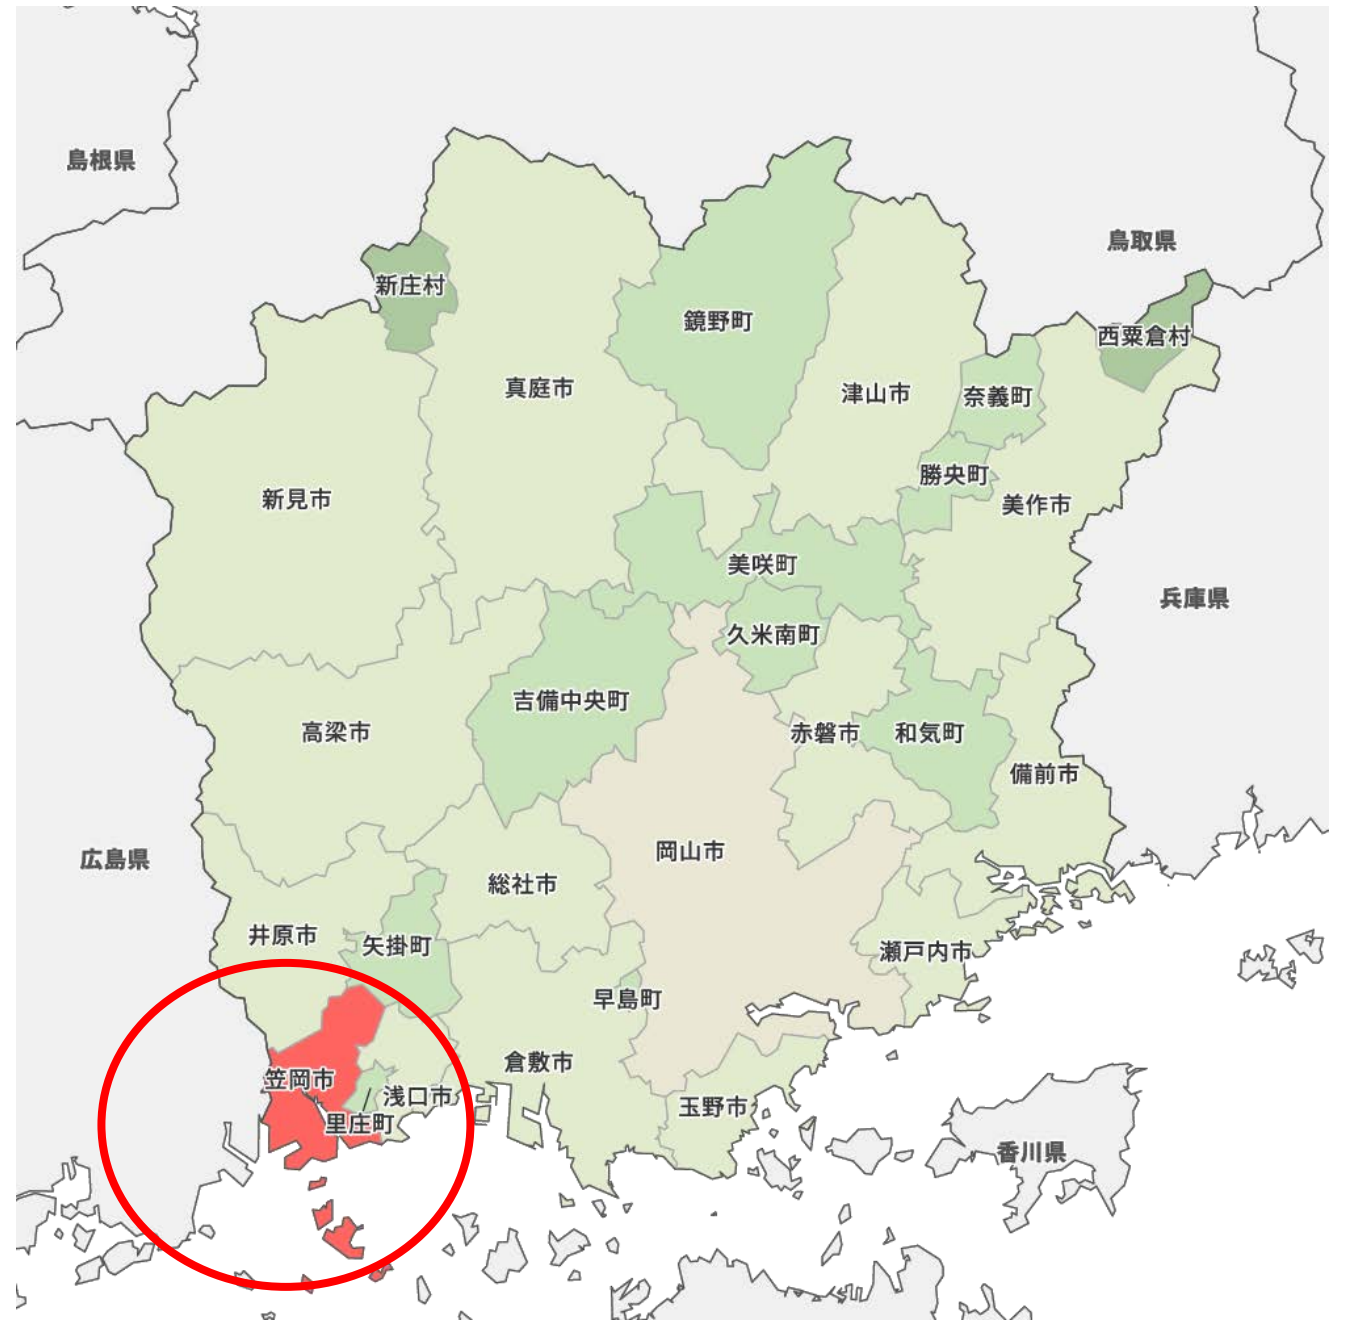 島根県
鳥取県
新庄村
鏡野町
西粟倉村
真庭市
津山市
奈義町
勝央町
新見市
美作市
美咲町
兵庫県
久米南町
吉備中央町
高梁市
赤磐市
和気町
備前市
岡山市
広島県
総社市
井原市
矢掛町
瀬戸内市
早島町
倉敷市
笠岡市
浅口市
玉野市
里庄町
香川県